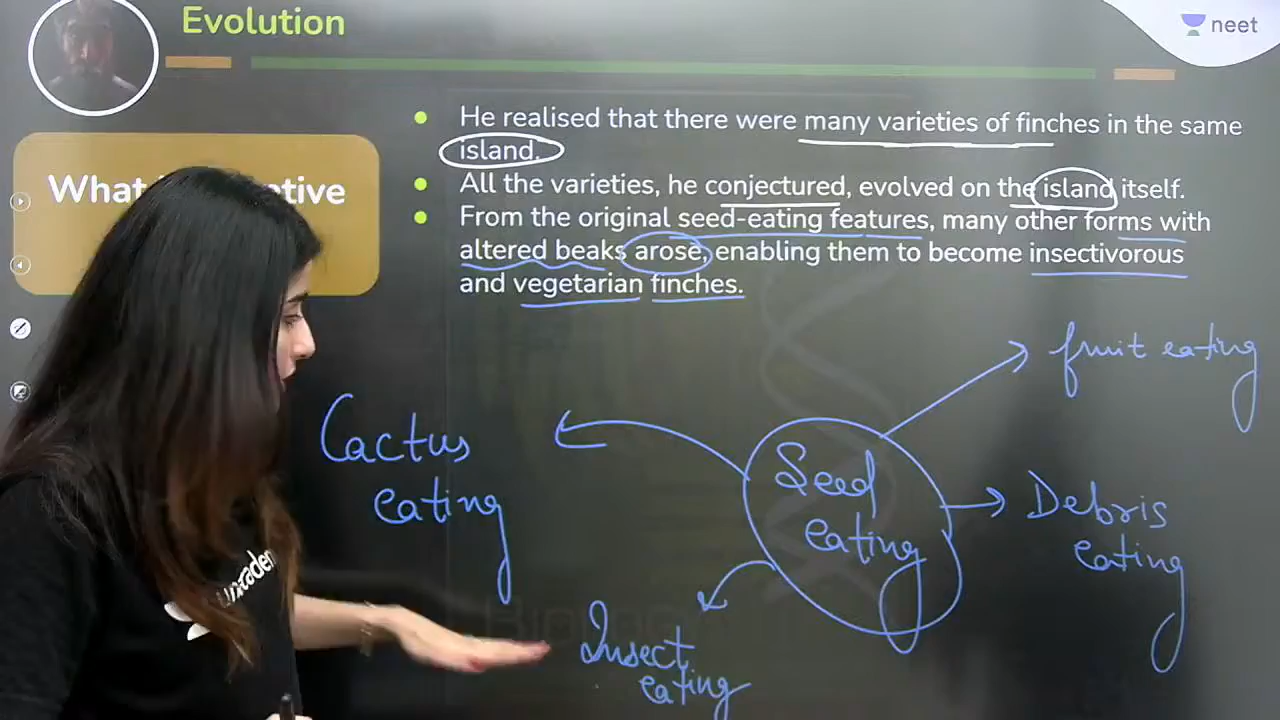 Evolution
neet
He realised that there were many varieties of finches in the same
island.
All the varieties, he conjectured, evolved on the island itself.
From the original seed-eating features, many other forms with
altered beaks arose, enabling them to become insectivorous
and vegetarian finches.
What
fruit eating
Cactus
eating
Seed
eating
Debris
eating
Insect
eating